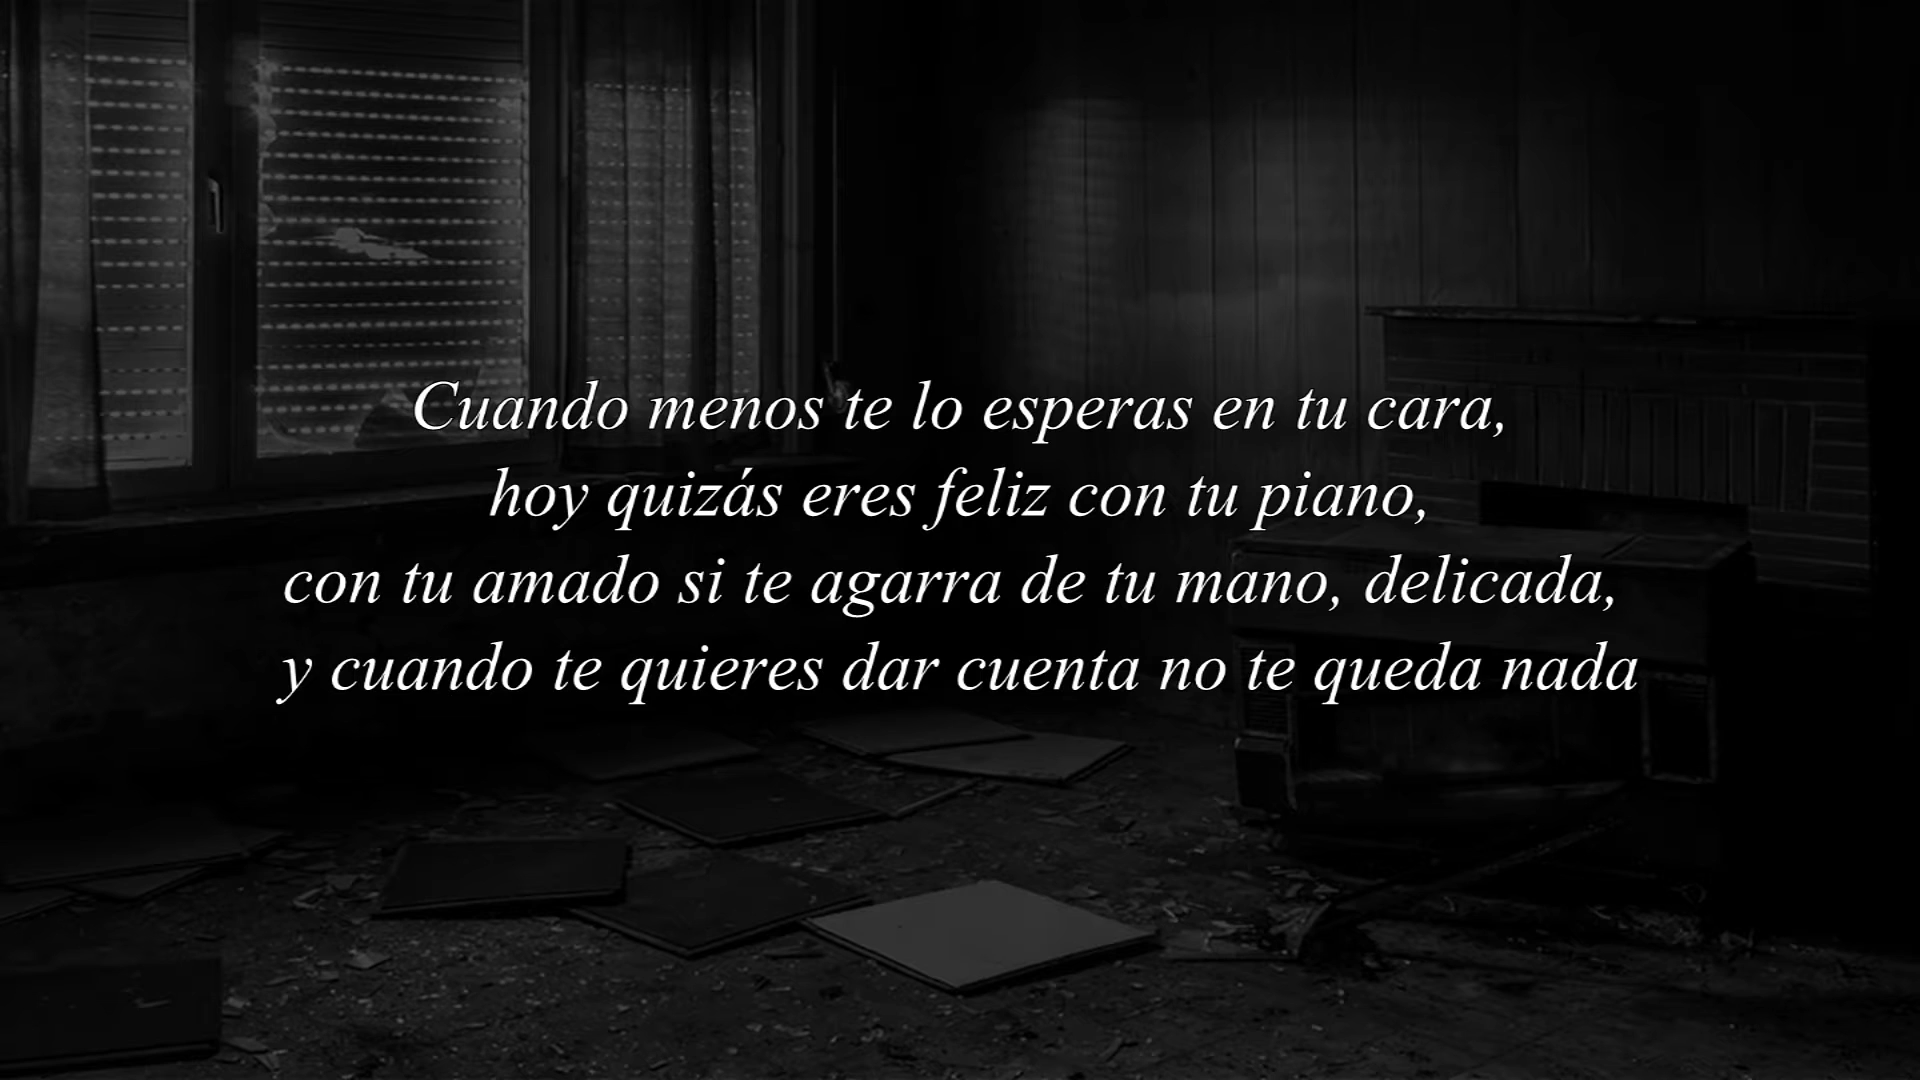 Cuando menos te lo esperas en tu cara,
hoy quizás eres feliz con tu piano,
con tu amado si te agarra de tu mano, delicada,
y cuando te quieres dar cuenta no te queda nada